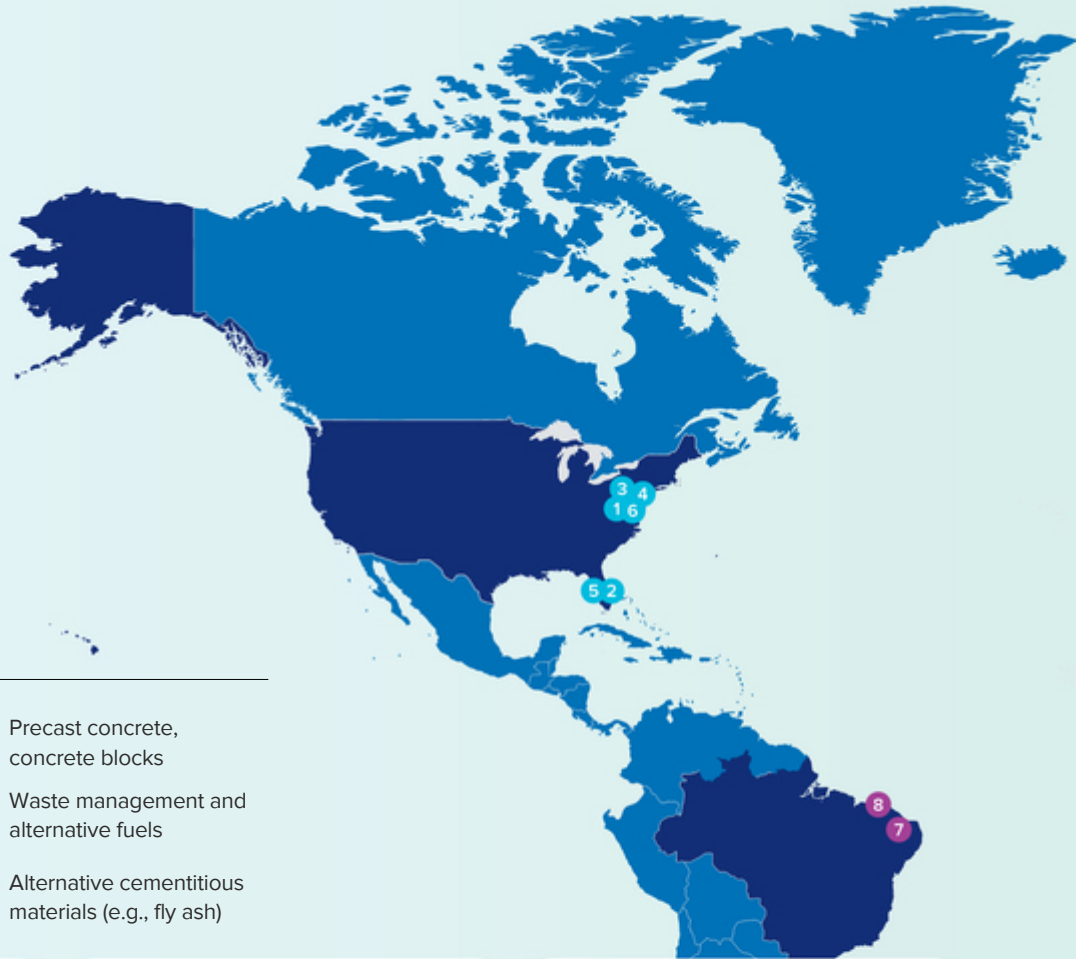 3 4
1 6
5 2
Precast concrete,
concrete blocks
Waste management and
alternative fuels
8
7
Alternative cementitious
materials (e.g., fly ash)